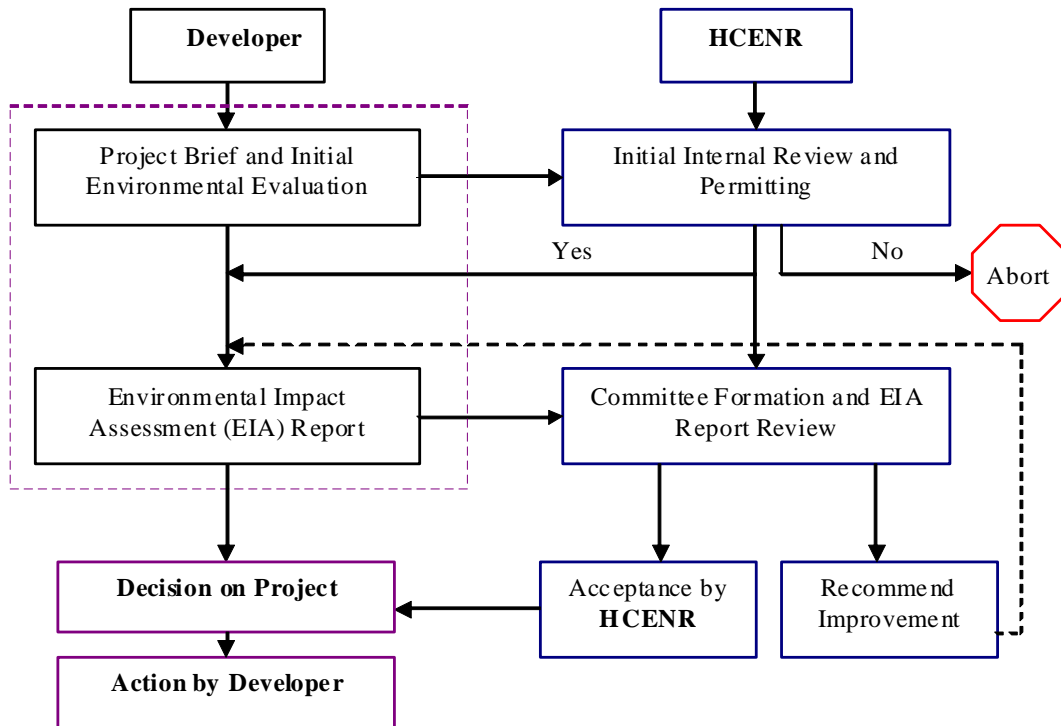 Developer
HCENR
Project Brief and Initial
Environmental Evaluation
Initial Internal Review and
Permitting
Yes
No
Abort
Environmental Impact
Assessment (EIA) Report
Committee Formation and EIA
Report Review
Decision on Project
Acceptance by
HCENR
Recommend
Improvement
Action by Developer